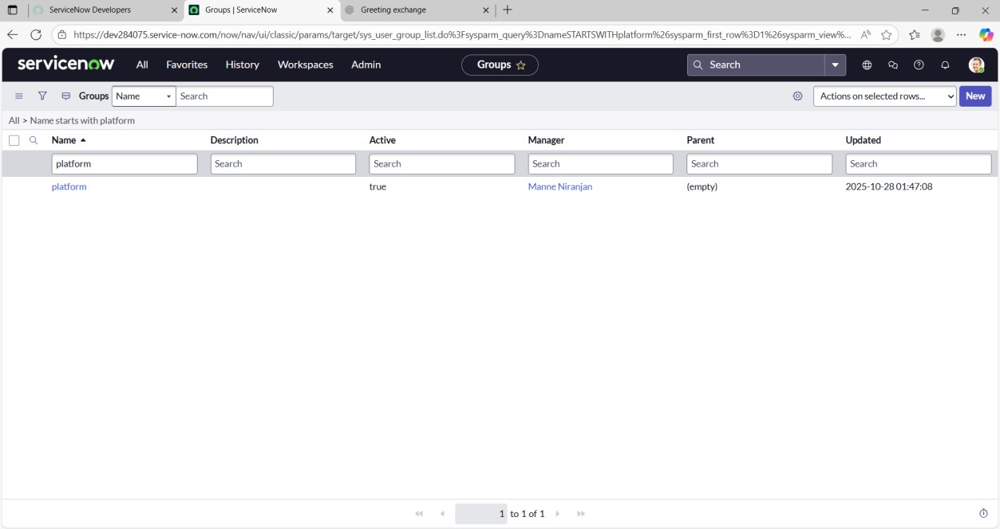 ServiceNow Developers
Groups | ServiceNow
Greeting exchange
https://dev284075.service-now.com/now/nav/ui/classic/params/target/sys_user_group_list.do%3Fsysparm_query%3DnameSTARTSWITHplatform%26sysparm_first_row%3D1%26sysparm_view%...
servicenow All Favorites History Workspaces Admin Groups Search
Groups Name Search Actions on selected rows... New
All > Name starts with platform
Name Description Active Manager Parent Updated
platform Search Search Search Search Search
platform true Manne Niranjan (empty) 2025-10-28 01:47:08
1 to 1 of 1